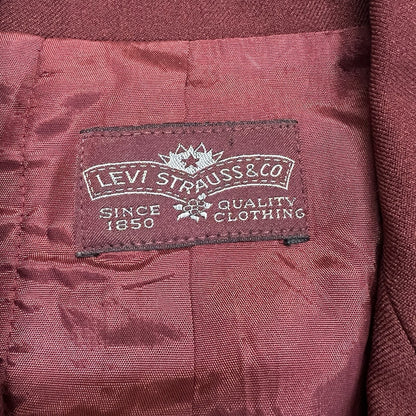 LEVI STRAUSS & CO.
SINCE QUALITY
1850 CLOTHING